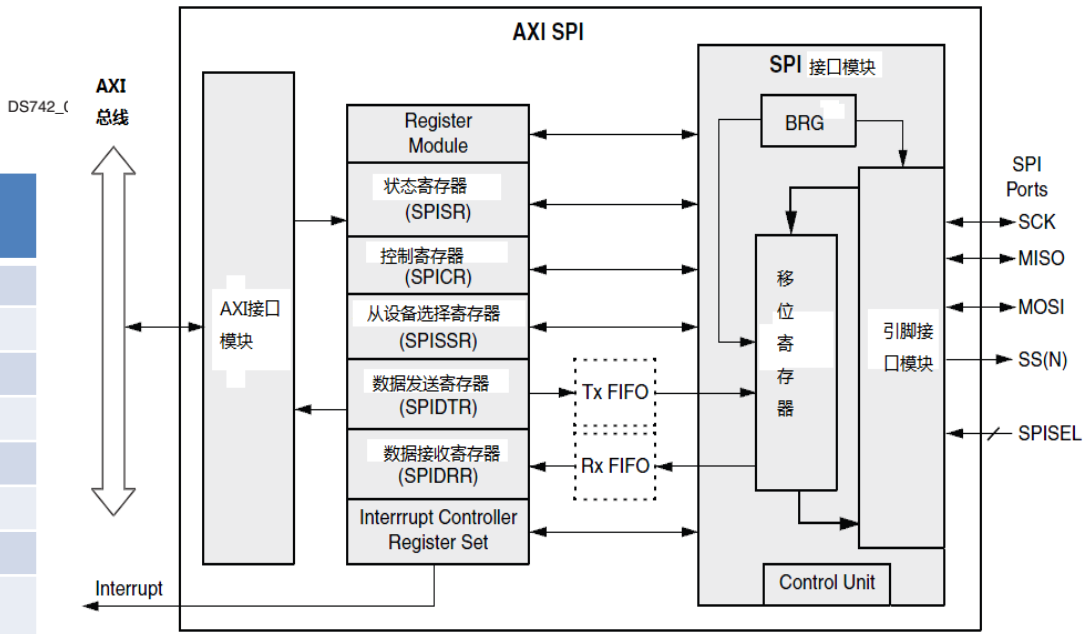 AXI SPI
AXI
总线
DS742_0
SPI 接口模块
BRG
Register
Module
状态寄存器
(SPISR)
控制寄存器
(SPICR)
从设备选择寄存器
(SPISSR)
数据发送寄存器
(SPIDTR)
数据接收寄存器
(SPIDRR)
Interrrupt Controller
Register Set
AXI接口
模块
Tx FIFO
Rx FIFO
移
位
寄
存
器
引脚接
口模块
Control Unit
SPI
Ports
SCK
MISO
MOSI
SS(N)
SPISEL
Interrupt